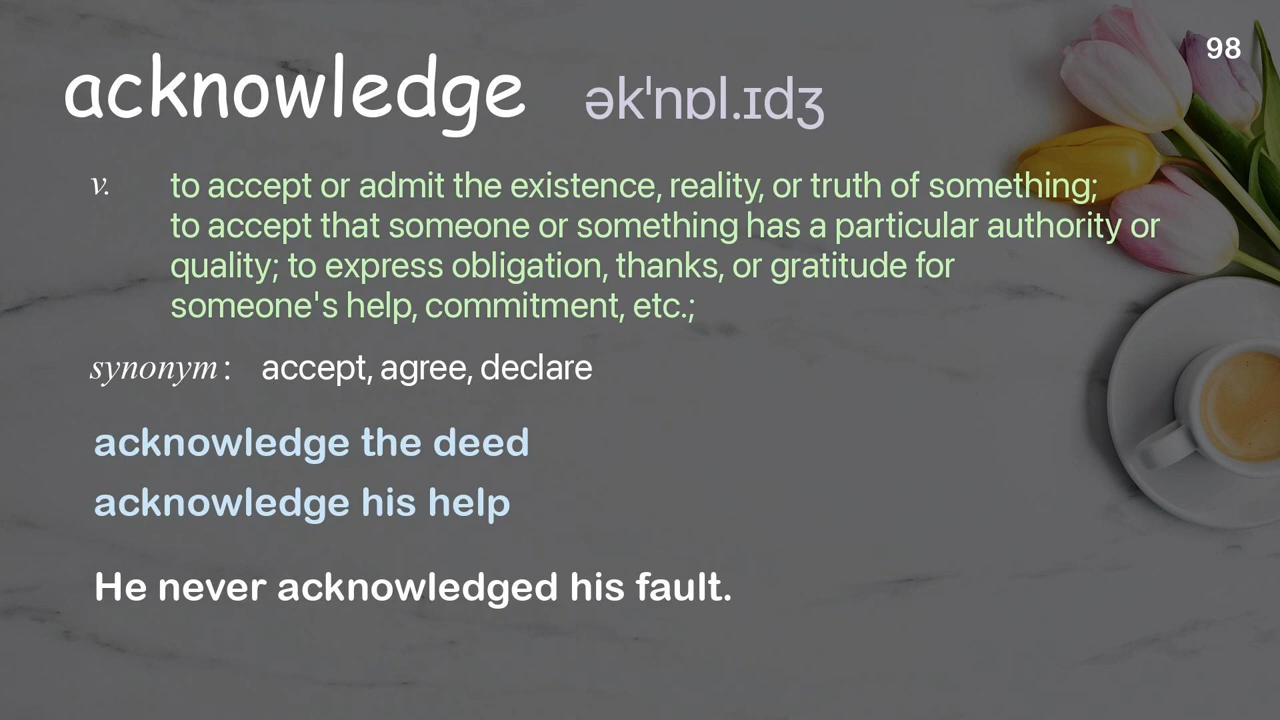 98
acknowledge əkˈnɒl.ɪdʒ
v. to accept or admit the existence, reality, or truth of something;
to accept that someone or something has a particular authority or
quality; to express obligation, thanks, or gratitude for
someone's help, commitment, etc.;
synonym: accept, agree, declare
acknowledge the deed
acknowledge his help
He never acknowledged his fault.